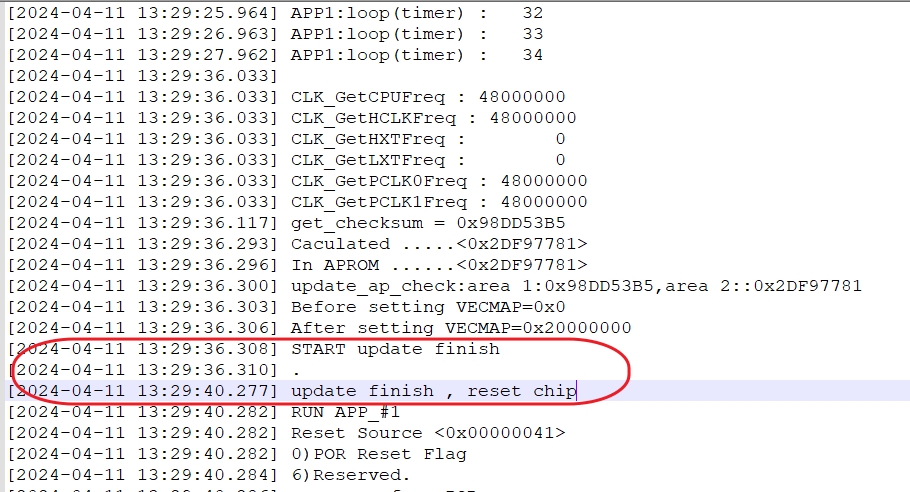 [2024-04-11 13:29:25.964] APP1:loop(timer) :   32
[2024-04-11 13:29:26.963] APP1:loop(timer) :   33
[2024-04-11 13:29:27.962] APP1:loop(timer) :   34
[2024-04-11 13:29:36.033]
[2024-04-11 13:29:36.033] CLK_GetCPUFreq : 48000000
[2024-04-11 13:29:36.033] CLK_GetHCLKFreq : 48000000
[2024-04-11 13:29:36.033] CLK_GetHXTFreq :        0
[2024-04-11 13:29:36.033] CLK_GetLXTFreq :        0
[2024-04-11 13:29:36.033] CLK_GetPCLK0Freq : 48000000
[2024-04-11 13:29:36.033] CLK_GetPCLK1Freq : 48000000
[2024-04-11 13:29:36.117] get_checksum = 0x98DD53B5
[2024-04-11 13:29:36.293] Caculated .....<0x2DF97781>
[2024-04-11 13:29:36.296] In APROM ......<0x2DF97781>
[2024-04-11 13:29:36.300] update_ap_check:area 1:0x98DD53B5,area 2::0x2DF97781
[2024-04-11 13:29:36.303] Before setting VECMAP=0x0
[2024-04-11 13:29:36.306] After setting VECMAP=0x20000000
[2024-04-11 13:29:36.308] START update finish
[2024-04-11 13:29:36.310] .
[2024-04-11 13:29:40.277] update finish , reset chip
[2024-04-11 13:29:40.282] RUN APP_#1
[2024-04-11 13:29:40.282] Reset Source <0x00000041>
[2024-04-11 13:29:40.282] 0)POR Reset Flag
[2024-04-11 13:29:40.284] 6)Reserved.